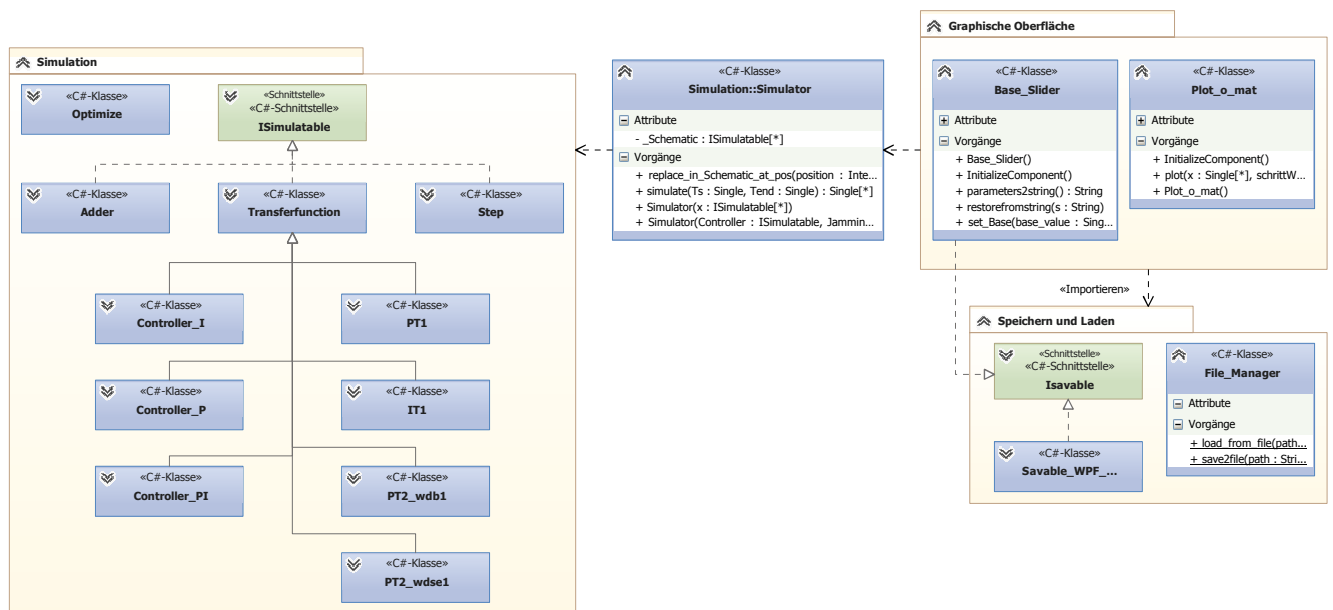 Simulation
«C#-Klasse»
Optimize
«Schnittstelle»
«C#-Schnittstelle»
ISimulatable
«C#-Klasse»
Adder
«C#-Klasse»
Transferfunction
«C#-Klasse»
Step
«C#-Klasse»
Controller_I
«C#-Klasse»
PT1
«C#-Klasse»
Controller_P
«C#-Klasse»
IT1
«C#-Klasse»
Controller_PI
«C#-Klasse»
PT2_wdb1
«C#-Klasse»
PT2_wdse1
«C#-Klasse»
Simulation::Simulator
Attribute
- _Schematic : ISimulatable[*]
Vorgänge
+ replace_in_Schematic_at_pos(position : Inte...
+ simulate(Ts : Single, Tend : Single) : Single[*]
+ Simulator(x : ISimulatable[*])
+ Simulator(Controller : ISimulatable, Jammin...
Graphische Oberfläche
«C#-Klasse»
Base_Slider
Attribute
Vorgänge
+ Base_Slider()
+ InitializeComponent()
+ parameters2string() : String
+ restorefromstring(s : String)
+ set_Base(base_value : Sing...
«C#-Klasse»
Plot_o_mat
Attribute
Vorgänge
+ InitializeComponent()
+ plot(x : Single[*], schrittW...
+ Plot_o_mat()
«Importieren»
Speichern und Laden
«Schnittstelle»
«C#-Schnittstelle»
Isavable
«C#-Klasse»
Savable_WPF_...
«C#-Klasse»
File_Manager
Attribute
Vorgänge
+ load_from_file(path...
+ save2file(path : Stri...